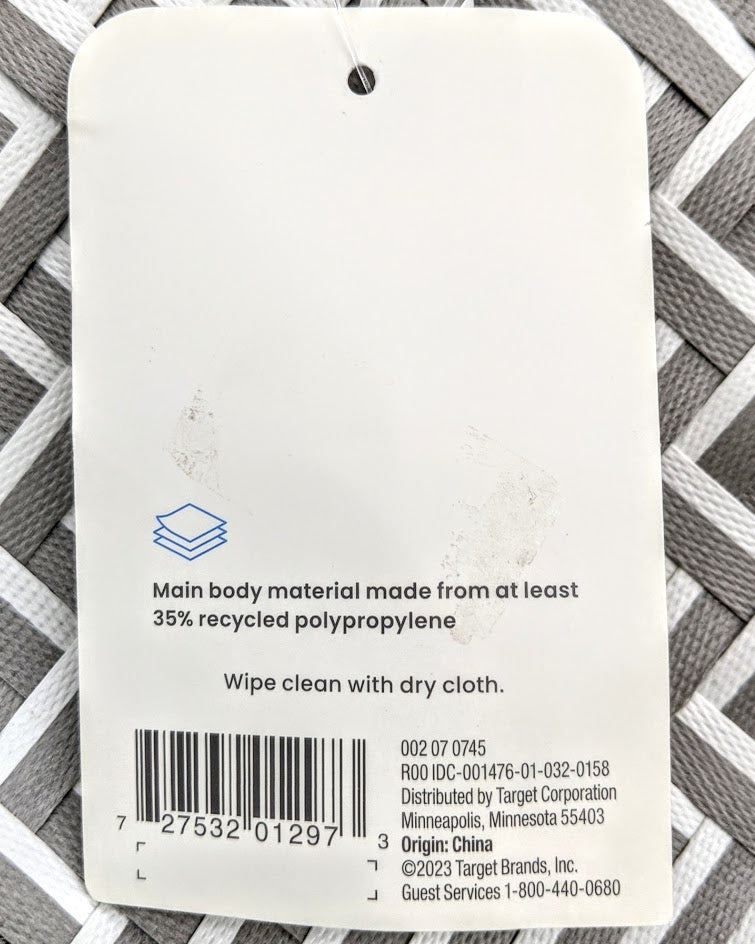 Main body material made from at least
35% recycled polypropylene
Wipe clean with dry cloth.
7 27532 01297 3
002 07 0745
R00 IDC-001476-01-032-0158
Distributed by Target Corporation
Minneapolis, Minnesota 55403
Origin: China
©2023 Target Brands, Inc.
Guest Services 1-800-440-0680